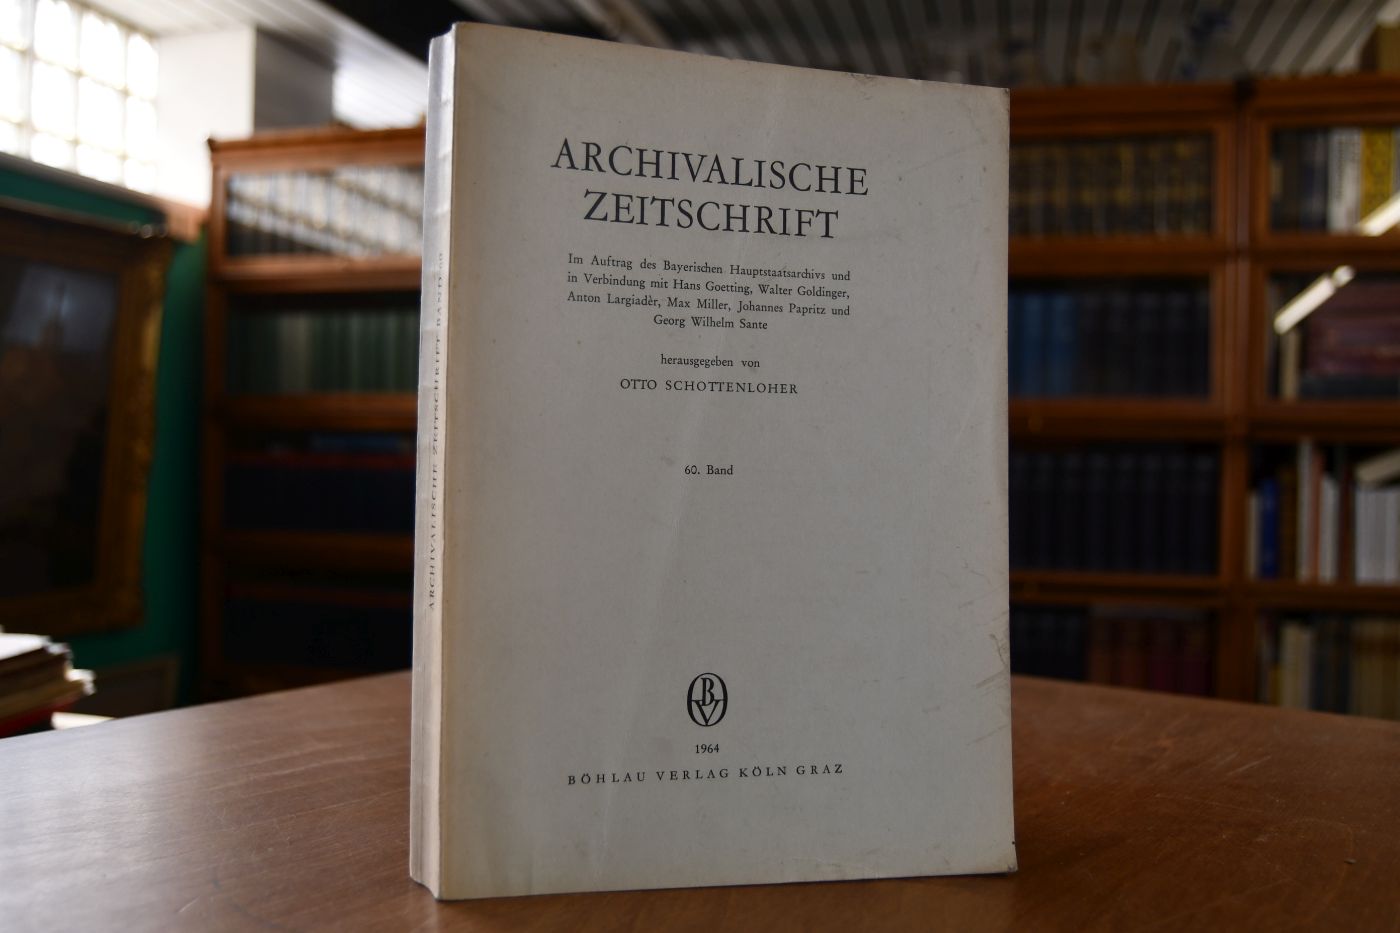 ARCHIVALISCHE
ZEITSCHRIFT
Im Auftrag des Bayerischen Hauptstaatsarchivs und
in Verbindung mit Hans Goetting, Walter Goldinger,
Anton Largiadèr, Max Miller, Johannes Papritz und
Georg Wilhelm Sante
herausgegeben von
OTTO SCHOTTENLOHER
60. Band
BV
1964
BÖHLAU VERLAG KÖLN GRAZ
ARCHIVALISCHE ZEITSCHRIFT BAND 60